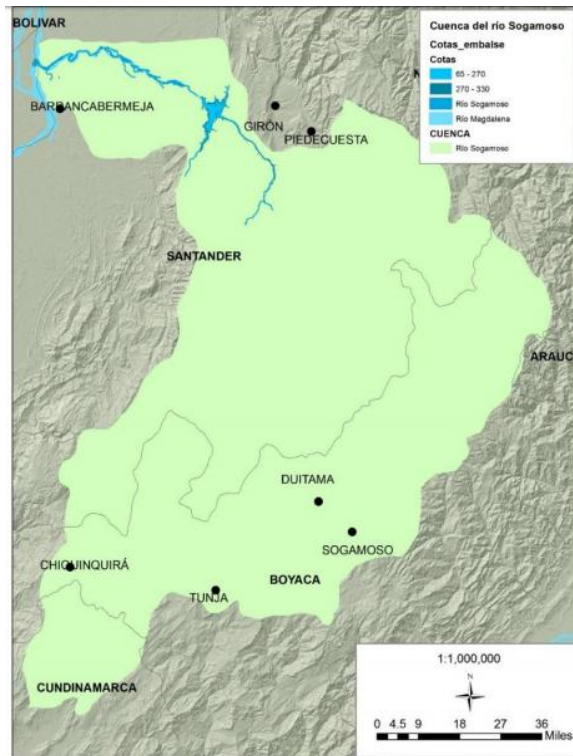 BOLIVAR
Cuenca del río Sogamoso
Cotas_embalse
Cotas
65 - 270
270 - 330
Río Sogamoso
Río Magdalena
CUENCA
Río Sogamoso
N
BARRANCABERMEJA
GIRÓN
PIEDECUESTA
SANTANDER
ARAUC
DUITAMA
SOGAMOSO
CHIQUINQUIRÁ
BOYACA
TUNJA
CUNDINAMARCA
1:1,000,000
N
0 4.5 9 18 27 36
Miles